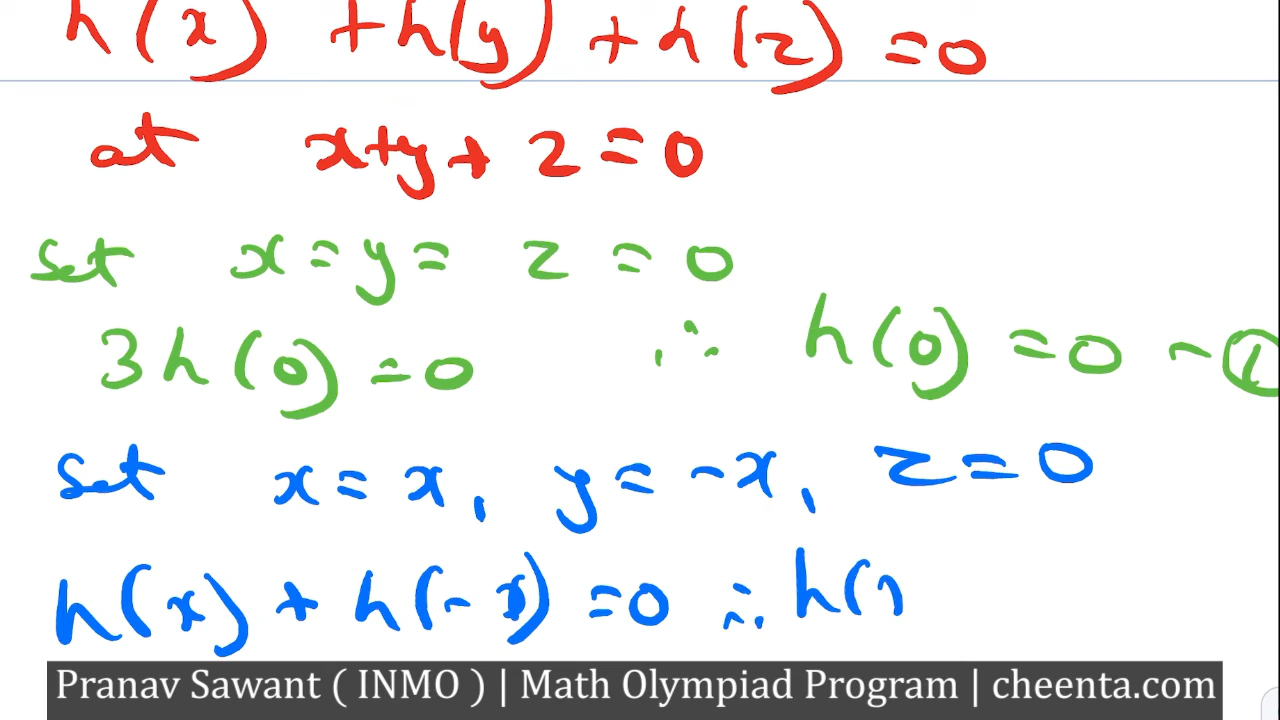 h(x) + h(y) + h(z) = 0
at x+y+z=0
set x=y=z=0
3h(0)=0 ∴ h(0)=0 - ①
set x=x, y=-x, z=0
h(x) + h(-x) = 0 ∴ h(
Pranav Sawant ( INMO ) | Math Olympiad Program | cheenta.com